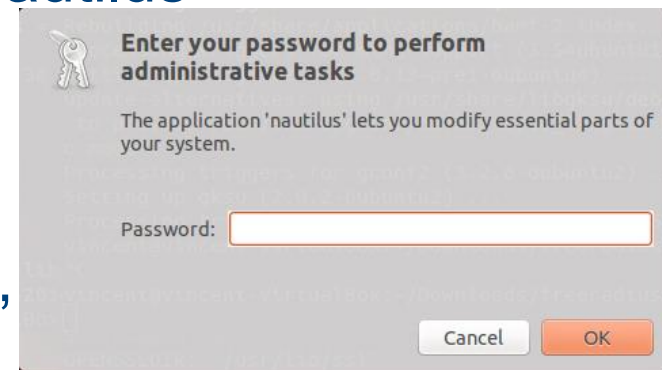 Enter your password to perform
administrative tasks
The application 'nautilus' lets you modify essential parts of
your system.
Password:
Cancel
OK